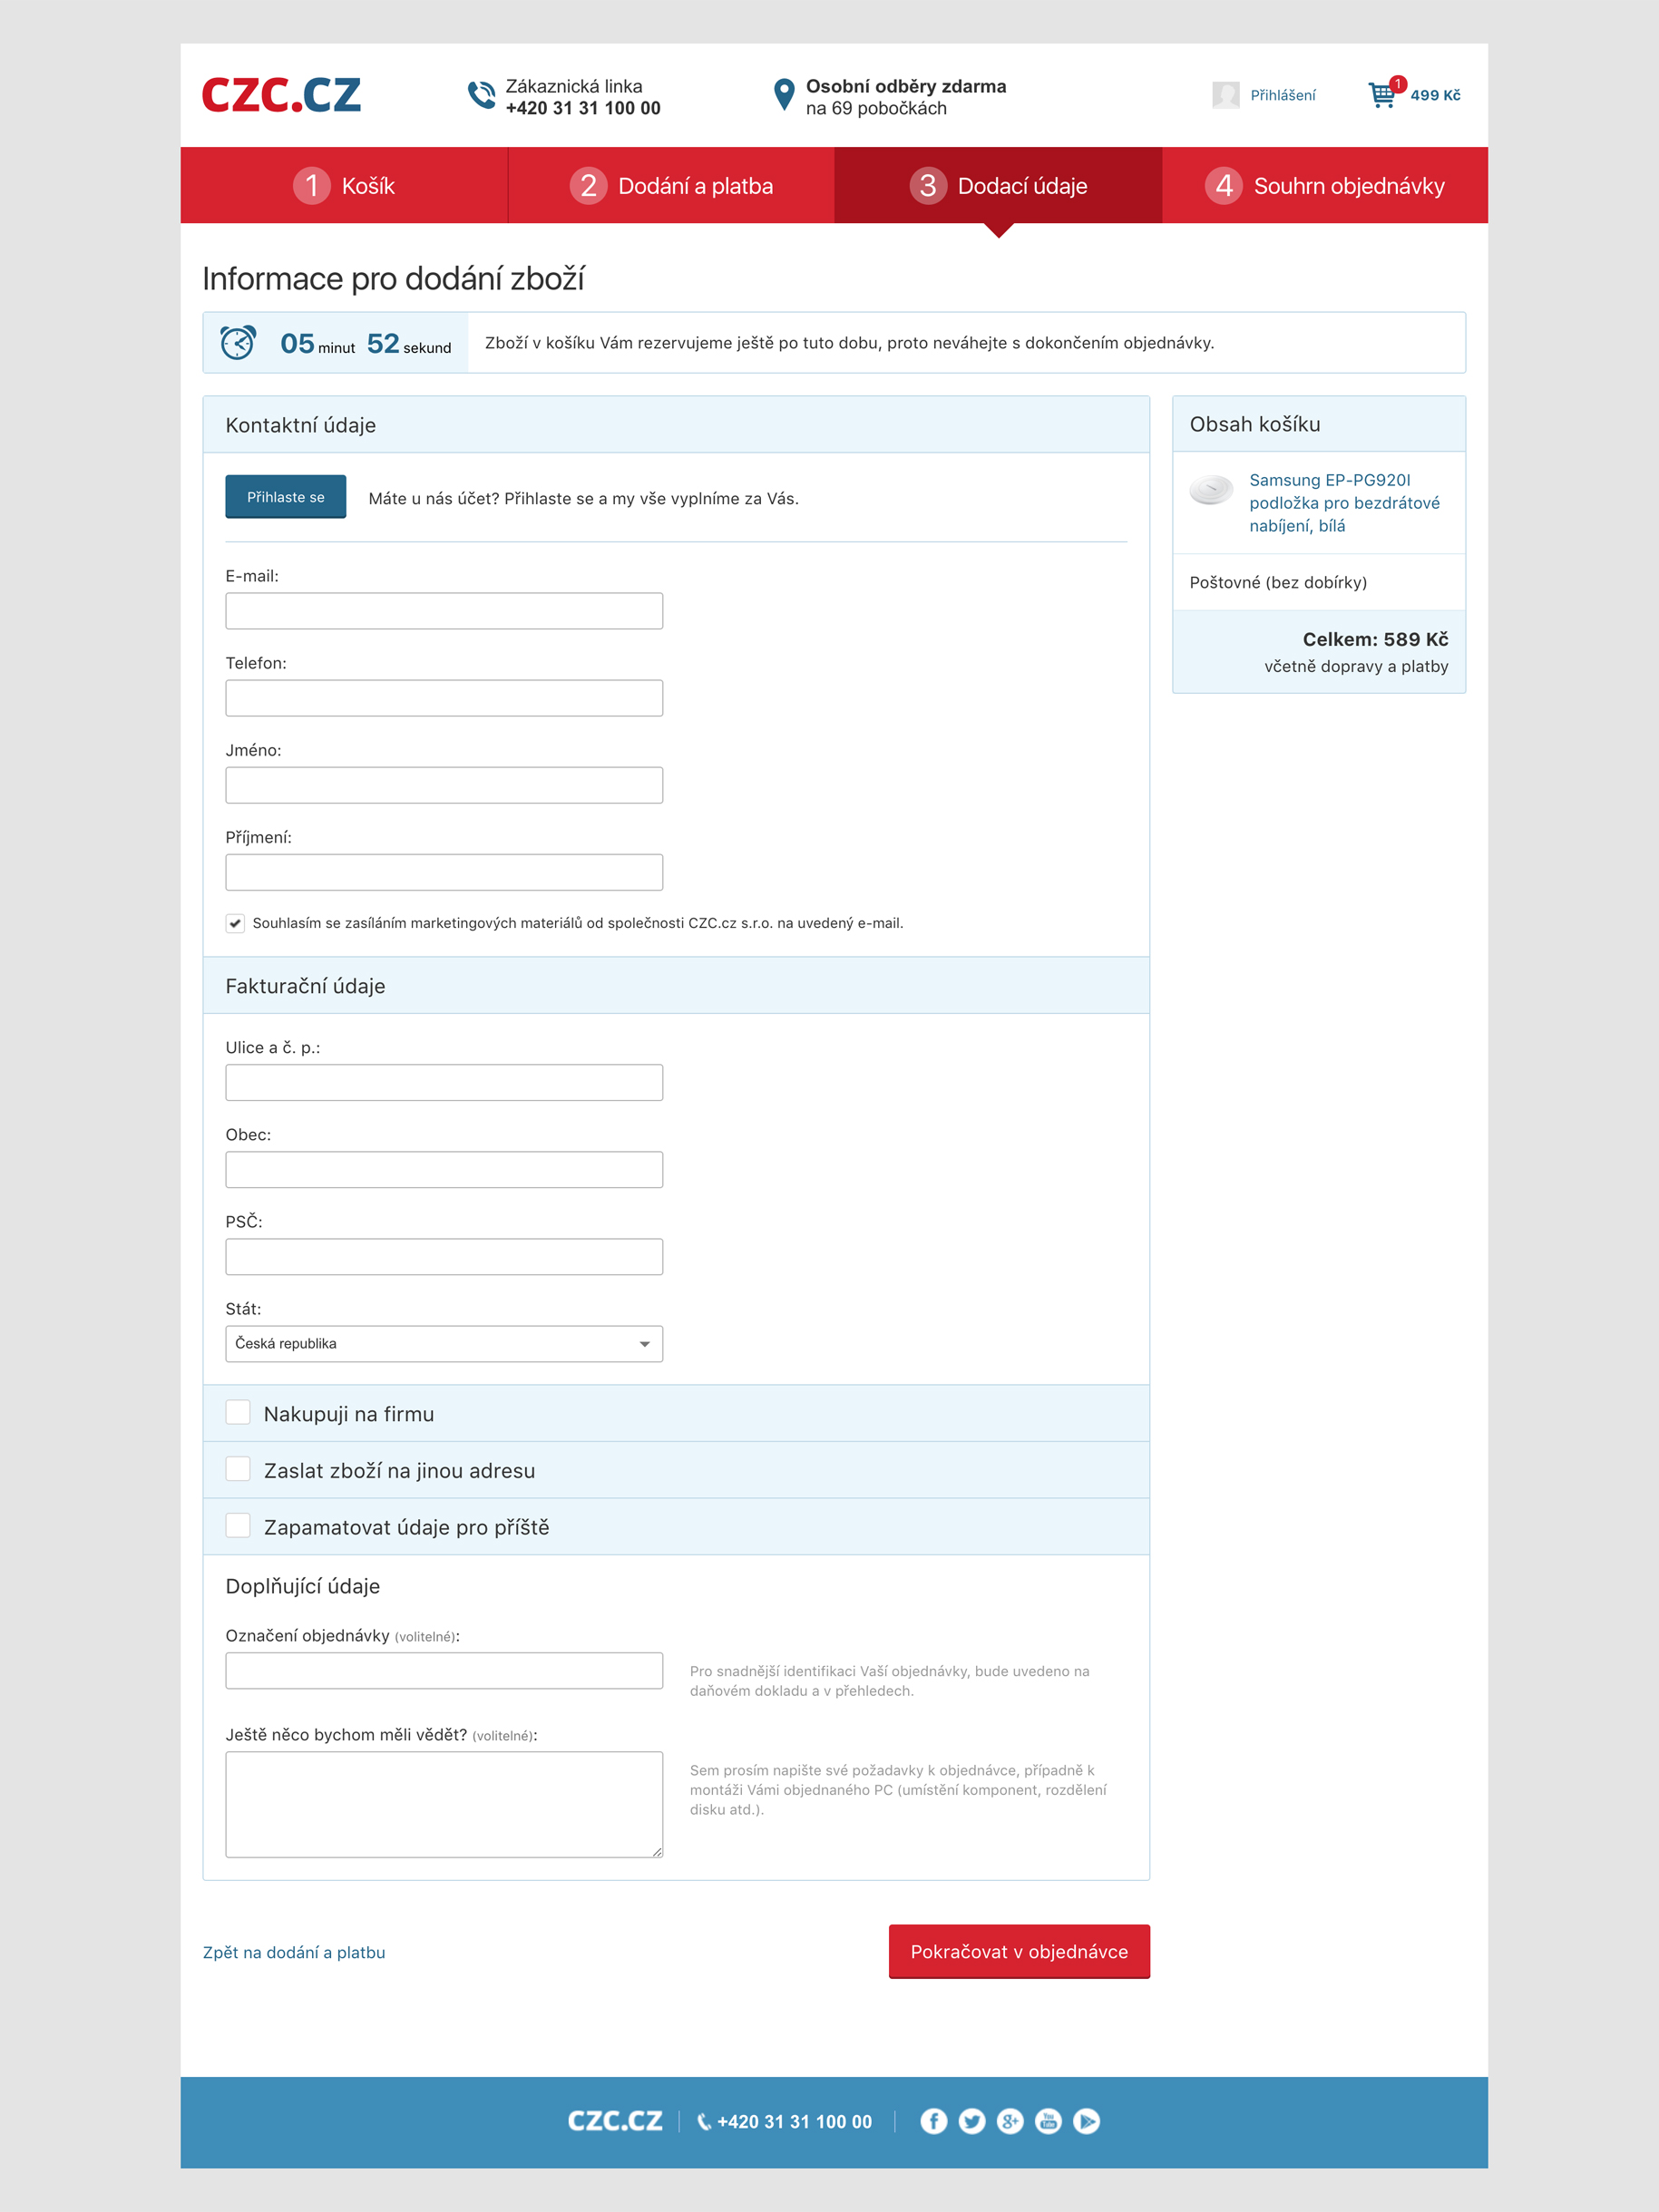 CZC.CZ
Zákaznická linka
+420 31 31 100 00
Osobní odběry zdarma
na 69 pobočkách
Přihlášení
1
499 Kč
1 Košík
2 Dodání a platba
3 Dodací údaje
4 Souhrn objednávky
Informace pro dodání zboží
05 minut 52 sekund
Zboží v košíku Vám rezervujeme ještě po tuto dobu, proto neváhejte s dokončením objednávky.
Kontaktní údaje
Přihlaste se
Máte u nás účet? Přihlaste se a my vše vyplníme za Vás.
E-mail:
Telefon:
Jméno:
Příjmení:
Souhlasím se zasíláním marketingových materiálů od společnosti CZC.cz s.r.o. na uvedený e-mail.
Fakturační údaje
Ulice a č. p.:
Obec:
PSČ:
Stát:
Česká republika
Nakupuji na firmu
Zaslat zboží na jinou adresu
Zapamatovat údaje pro příště
Doplňující údaje
Označení objednávky (volitelné):
Pro snadnější identifikaci Vaší objednávky, bude uvedeno na
daňovém dokladu a v přehledech.
Ještě něco bychom měli vědět? (volitelné):
Sem prosím napište své požadavky k objednávce, případně k
montáži Vámi objednaného PC (umístění komponent, rozdělení
disku atd.).
Obsah košíku
Samsung EP-PG920I
podložka pro bezdrátové
nabíjení, bílá
Poštovné (bez dobírky)
Celkem: 589 Kč
včetně dopravy a platby
Zpět na dodání a platbu
Pokračovat v objednávce
CZC.CZ
+420 31 31 100 00
f
g+
You
Tube